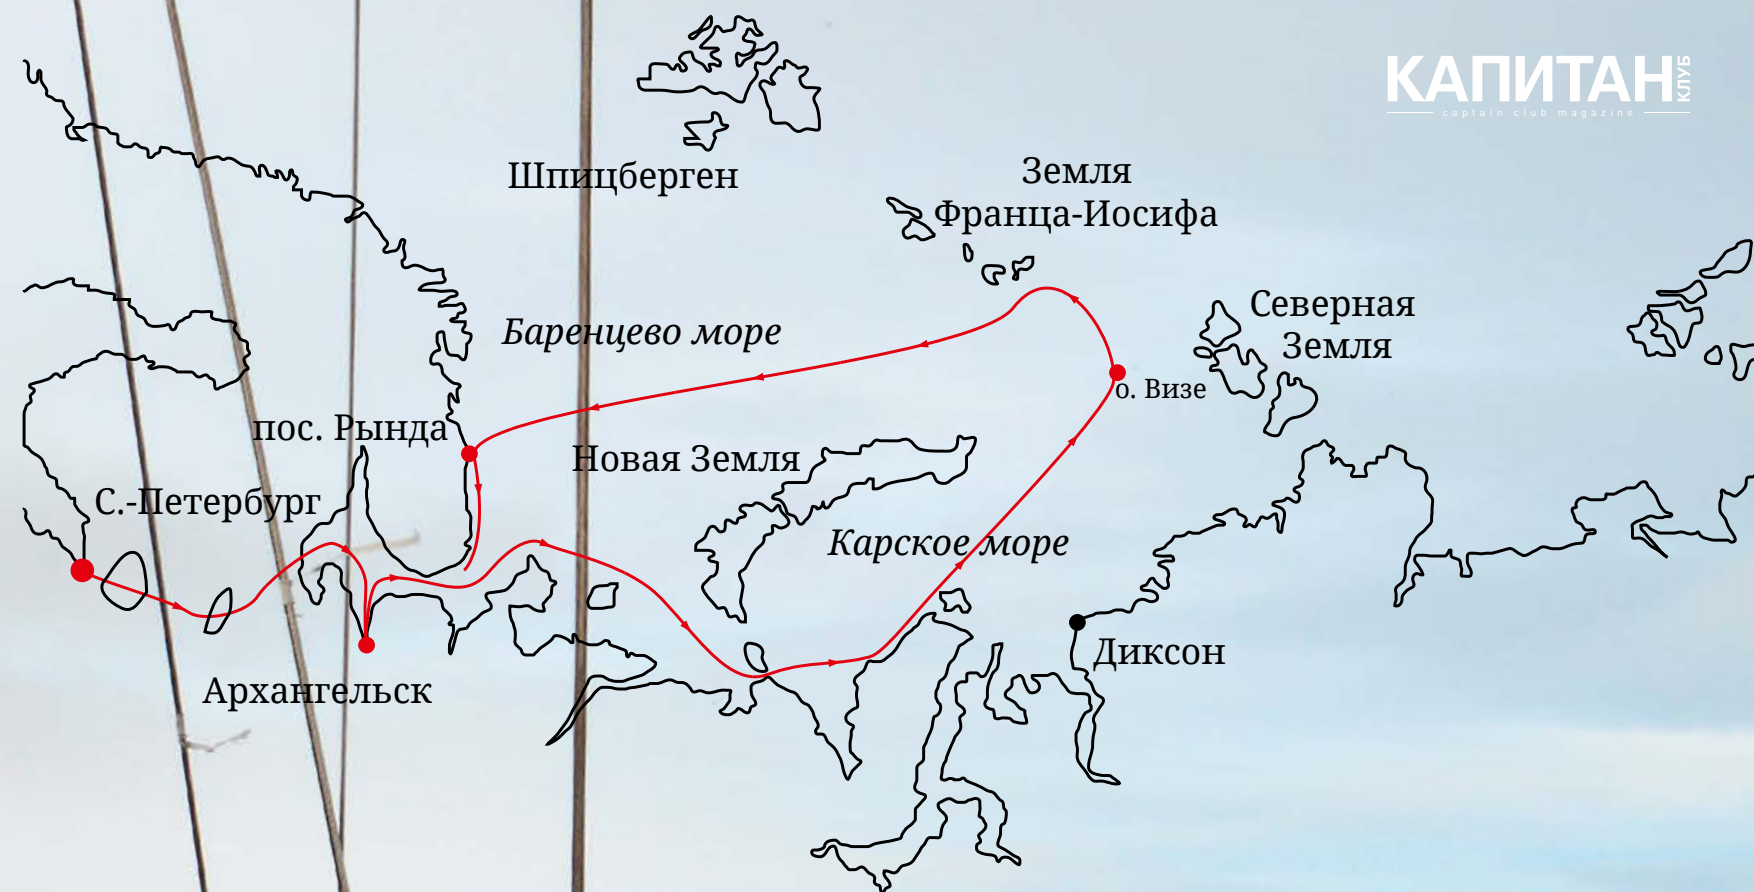 КАПИТАН
КЛУБ
captain club magazine
Шпицберген
Земля
Франца-Иосифа
Северная
Земля
Баренцево море
о. Визе
пос. Рында
Новая Земля
С.-Петербург
Карское море
Диксон
Архангельск